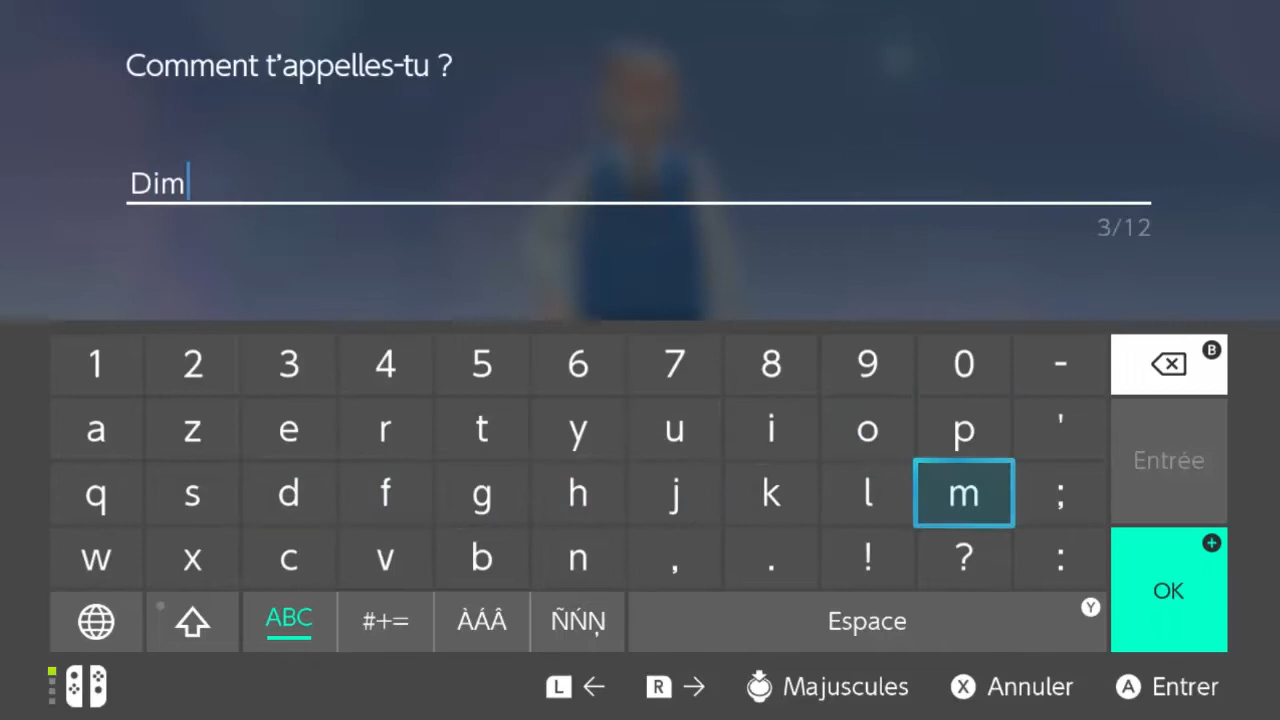 Comment t'appelles-tu ?
Dim
3/12
1 2 3 4 5 6 7 8 9 0 - B
a z e r t y u i o p '
Entrée
q s d f g h j k l m ;
w x c v b n , . ! ? :
+
OK
ABC #+= ÀÁÂ ÑŃŅ Espace Y
L ← R → Majuscules X Annuler A Entrer